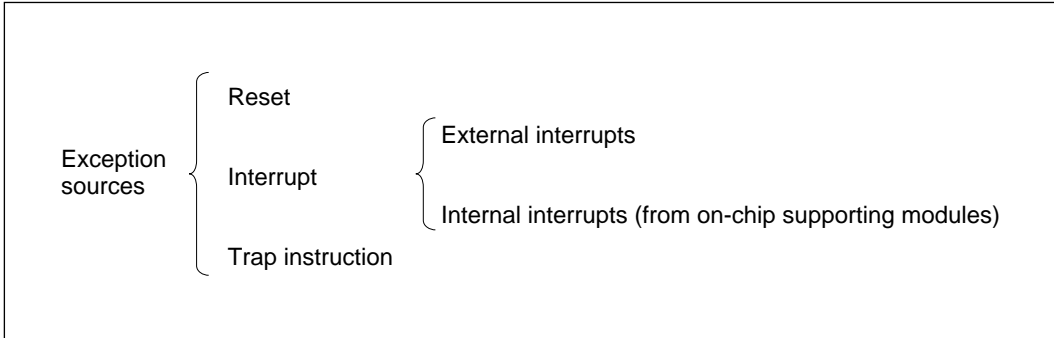 Exception
sources
Reset
Interrupt
Trap instruction
External interrupts
Internal interrupts (from on-chip supporting modules)